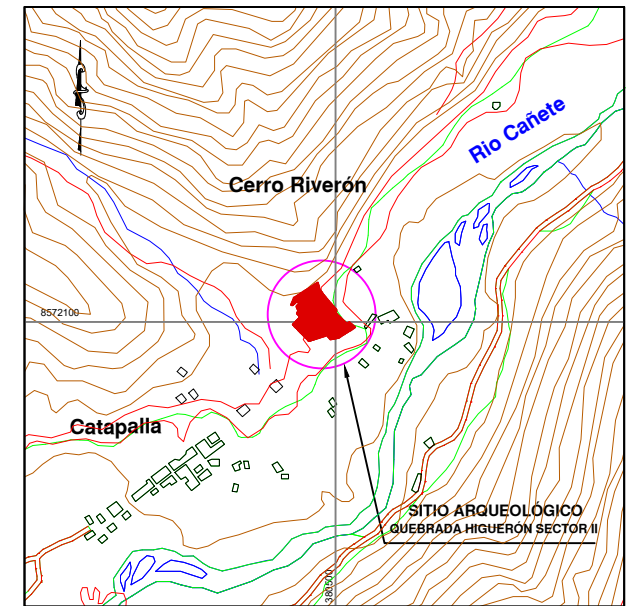 Rio Cañete
Cerro Riverón
8572100
Catapalla
SITIO ARQUEOLÓGICO
QUEBRADA HIGUERÓN SECTOR II
380500